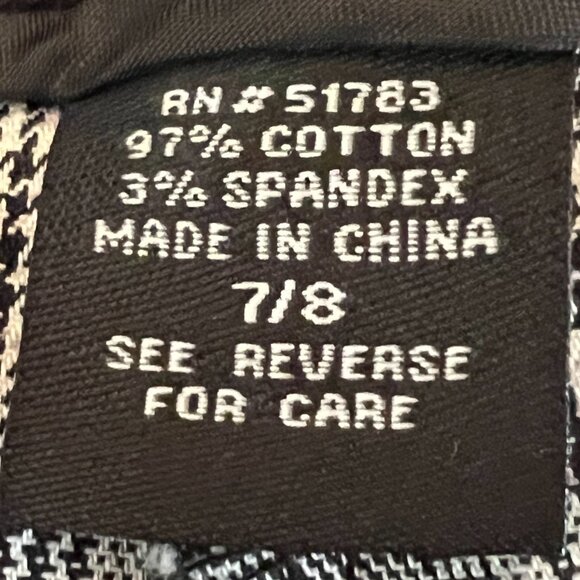 RN # 51783
97% COTTON
3% SPANDEX
MADE IN CHINA
7/8
SEE REVERSE
FOR CARE